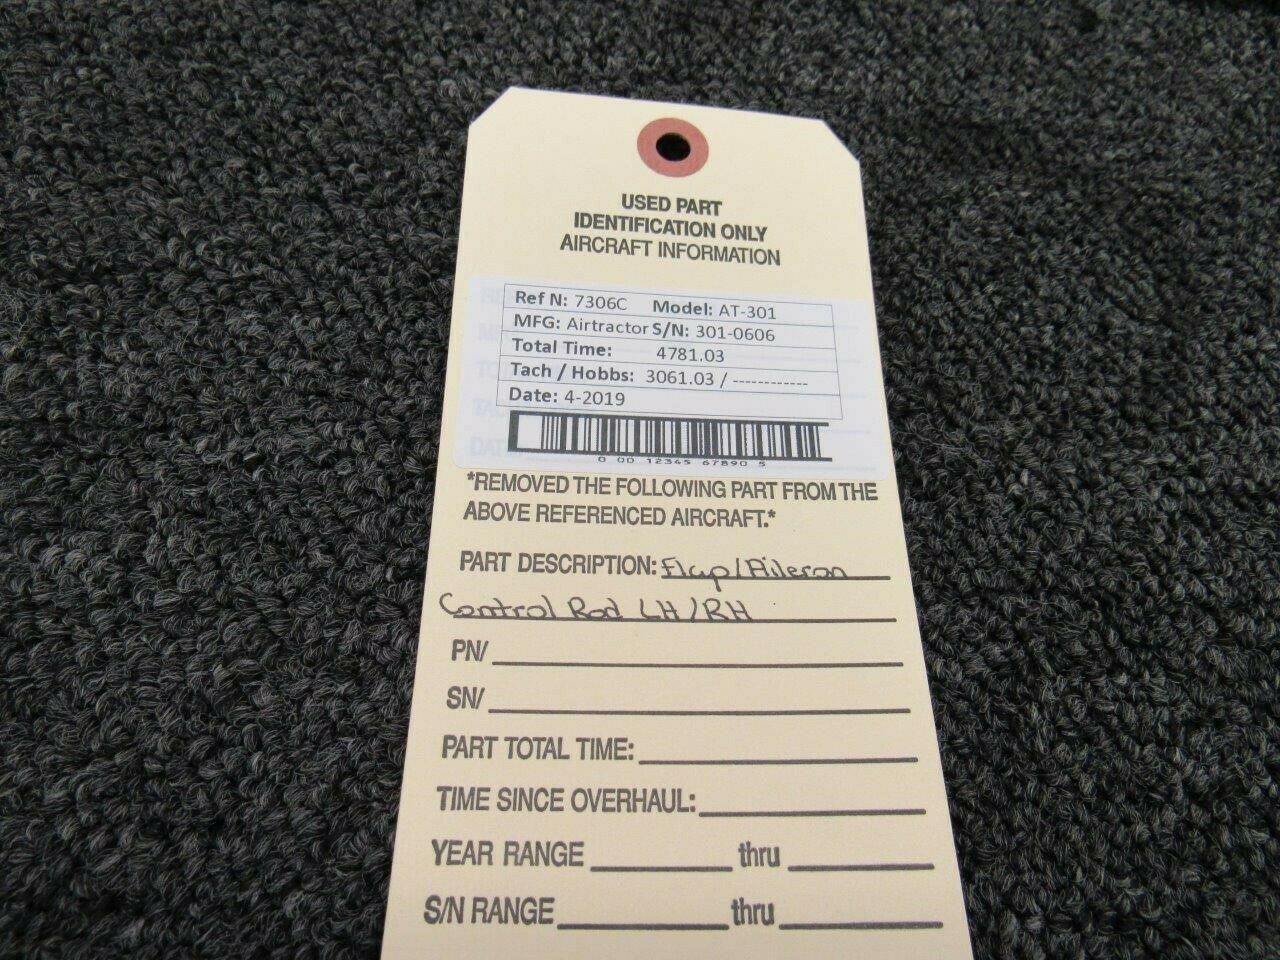 USED PART
IDENTIFICATION ONLY
AIRCRAFT INFORMATION
Ref N: 7306C Model: AT-301
MFG: Airtractor S/N: 301-0606
Total Time: 4781.03
Tach / Hobbs: 3061.03 / ------------
Date: 4-2019
0 00 12345 67890 5
*REMOVED THE FOLLOWING PART FROM THE
ABOVE REFERENCED AIRCRAFT.*
PART DESCRIPTION: Flap/Aileron
Control Rod LH/RH
PN/
SN/
PART TOTAL TIME:
TIME SINCE OVERHAUL:
YEAR RANGE thru
S/N RANGE thru